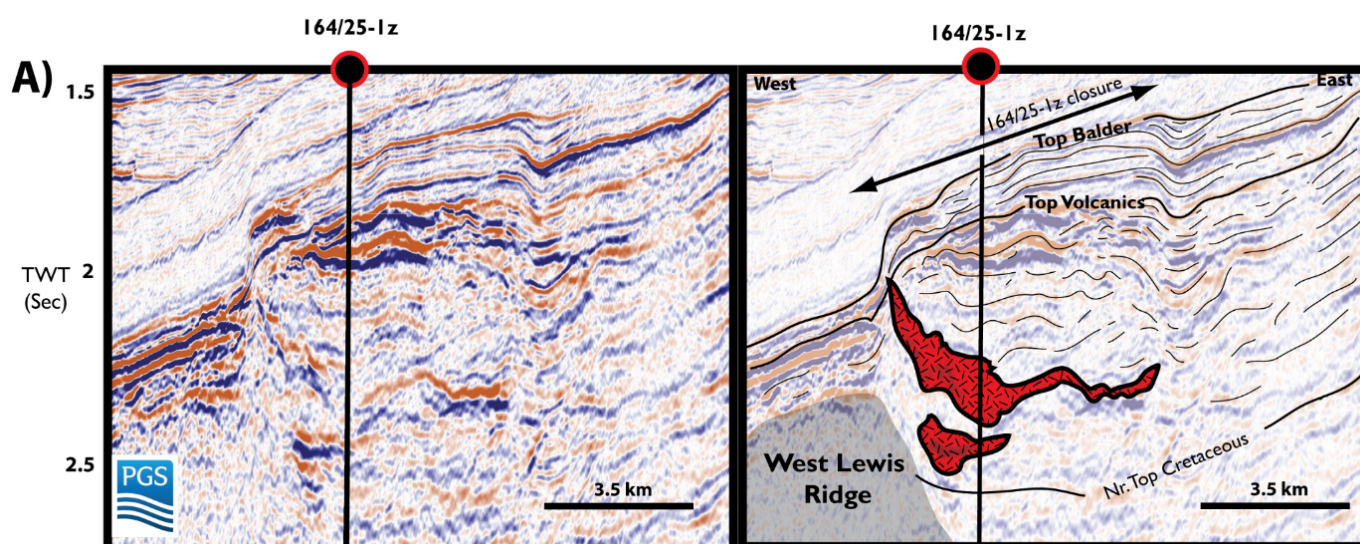 A)
164/25-1z
1.5
2
TWT
(Sec)
2.5
PGS
3.5 km
164/25-1z
West
East
164/25-1z closure
Top Balder
Top Volcanics
West Lewis
Ridge
Nr.Top Cretaceous
3.5 km